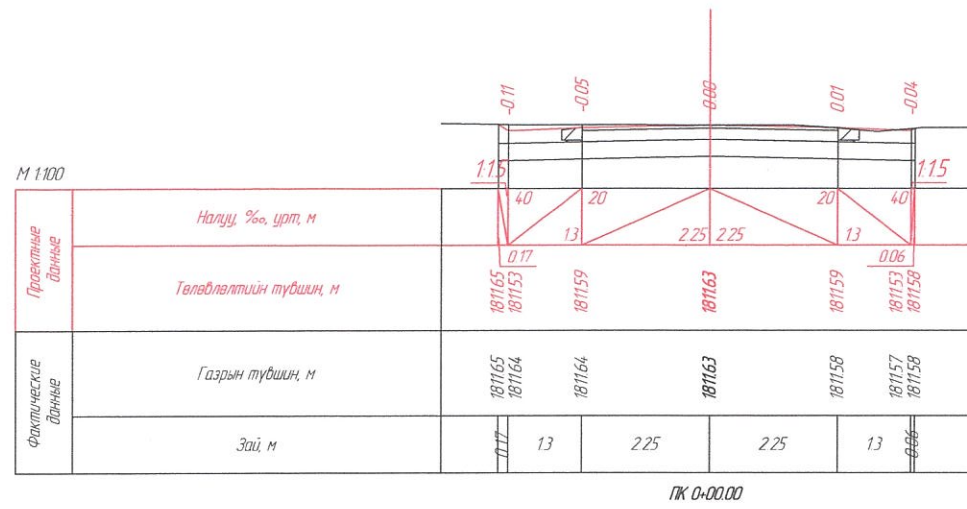 -0.11 -0.05 0.00 0.01 -0.04
М 1:100
1:1.5 1:1.5
Проектные данные
Налуу, ‰, урт, м
40 20 20 40
1.3 2.25 2.25 1.3
0.17 0.06
Төлөвлөлтийн түвшин, м
1811.65 1811.53 1811.59 1811.63 1811.59 1811.53 1811.58
Фактические данные
Газрын түвшин, м
1811.65 1811.64 1811.64 1811.63 1811.58 1811.57 1811.58
Зай, м
0.17 1.3 2.25 2.25 1.3 0.06
ПК 0+00.00